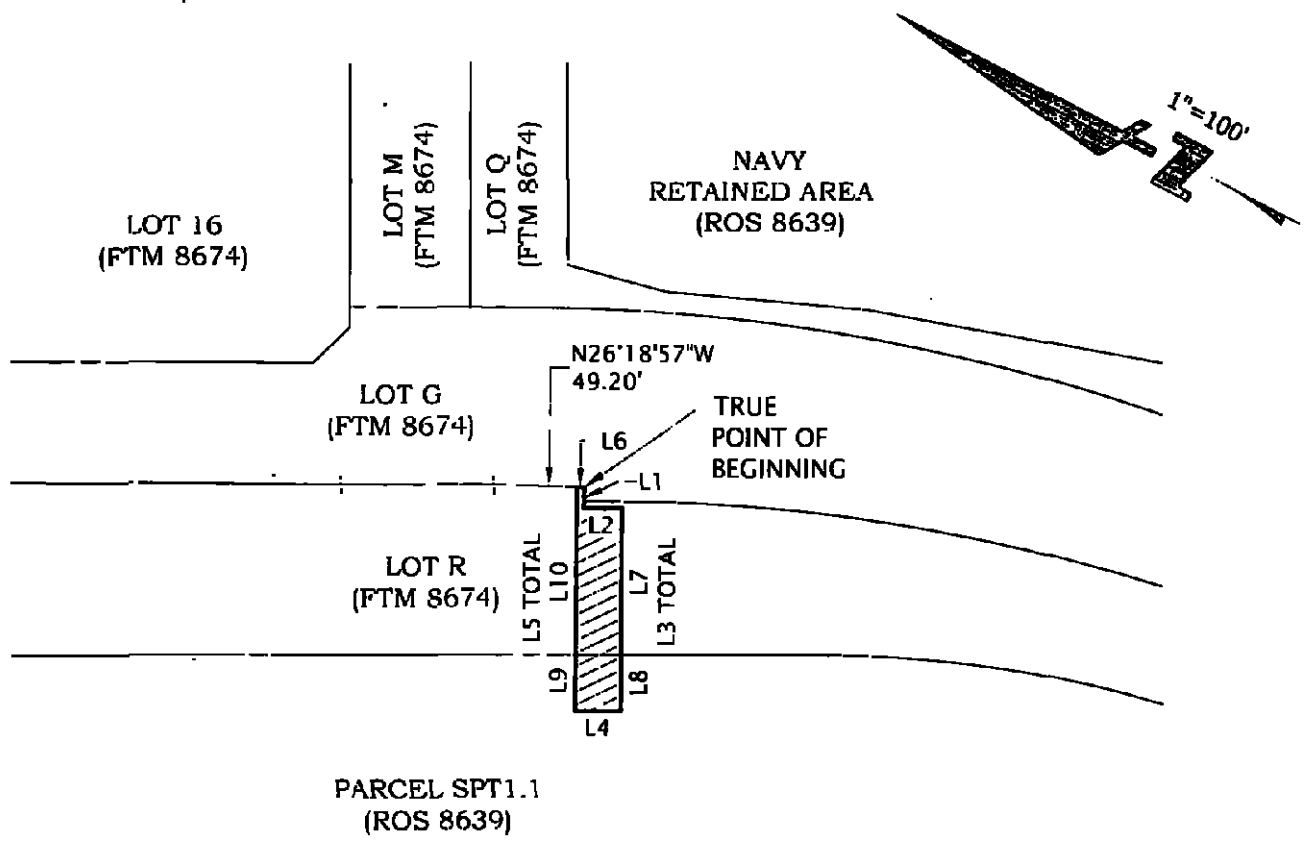 1"=100'
LOT M
(FTM 8674)
LOT Q
(FTM 8674)
NAVY
RETAINED AREA
(ROS 8639)
LOT 16
(FTM 8674)
N26°18'57"W
49.20'
LOT G
(FTM 8674)
TRUE
POINT OF
BEGINNING
L6
L1
L2
LOT R
(FTM 8674)
L5 TOTAL
L10
L7
L3 TOTAL
L9
L8
L4
PARCEL SPT1.1
(ROS 8639)